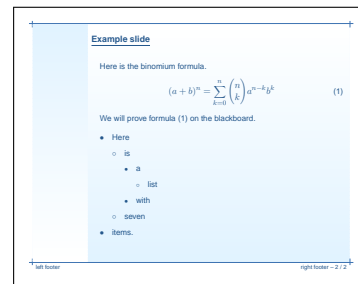 Example slide
Here is the binomium formula.
(a + b)^n = \sum_{k=0}^{n} \binom{n}{k} a^{n-k} b^k (1)
We will prove formula (1) on the blackboard.
• Here
◦ is
• a
◦ list
• with
◦ seven
• items.
left footer right footer – 2 / 2